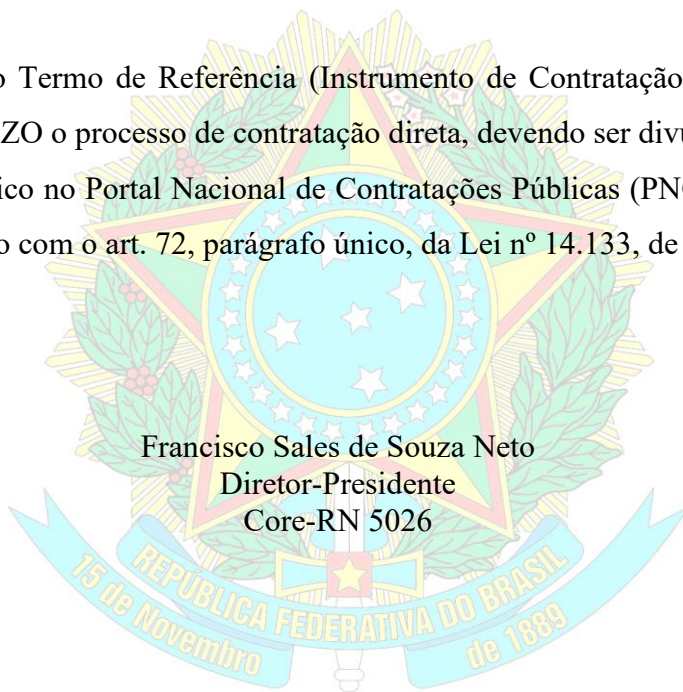 o Termo de Referência (Instrumento de Contratação
ZO o processo de contratação direta, devendo ser divu
ico no Portal Nacional de Contratações Públicas (PN
o com o art. 72, parágrafo único, da Lei nº 14.133, de
Francisco Sales de Souza Neto
Diretor-Presidente
Core-RN 5026
REPÚBLICA FEDERATIVA DO BRASIL
15 de Novembro de 1889